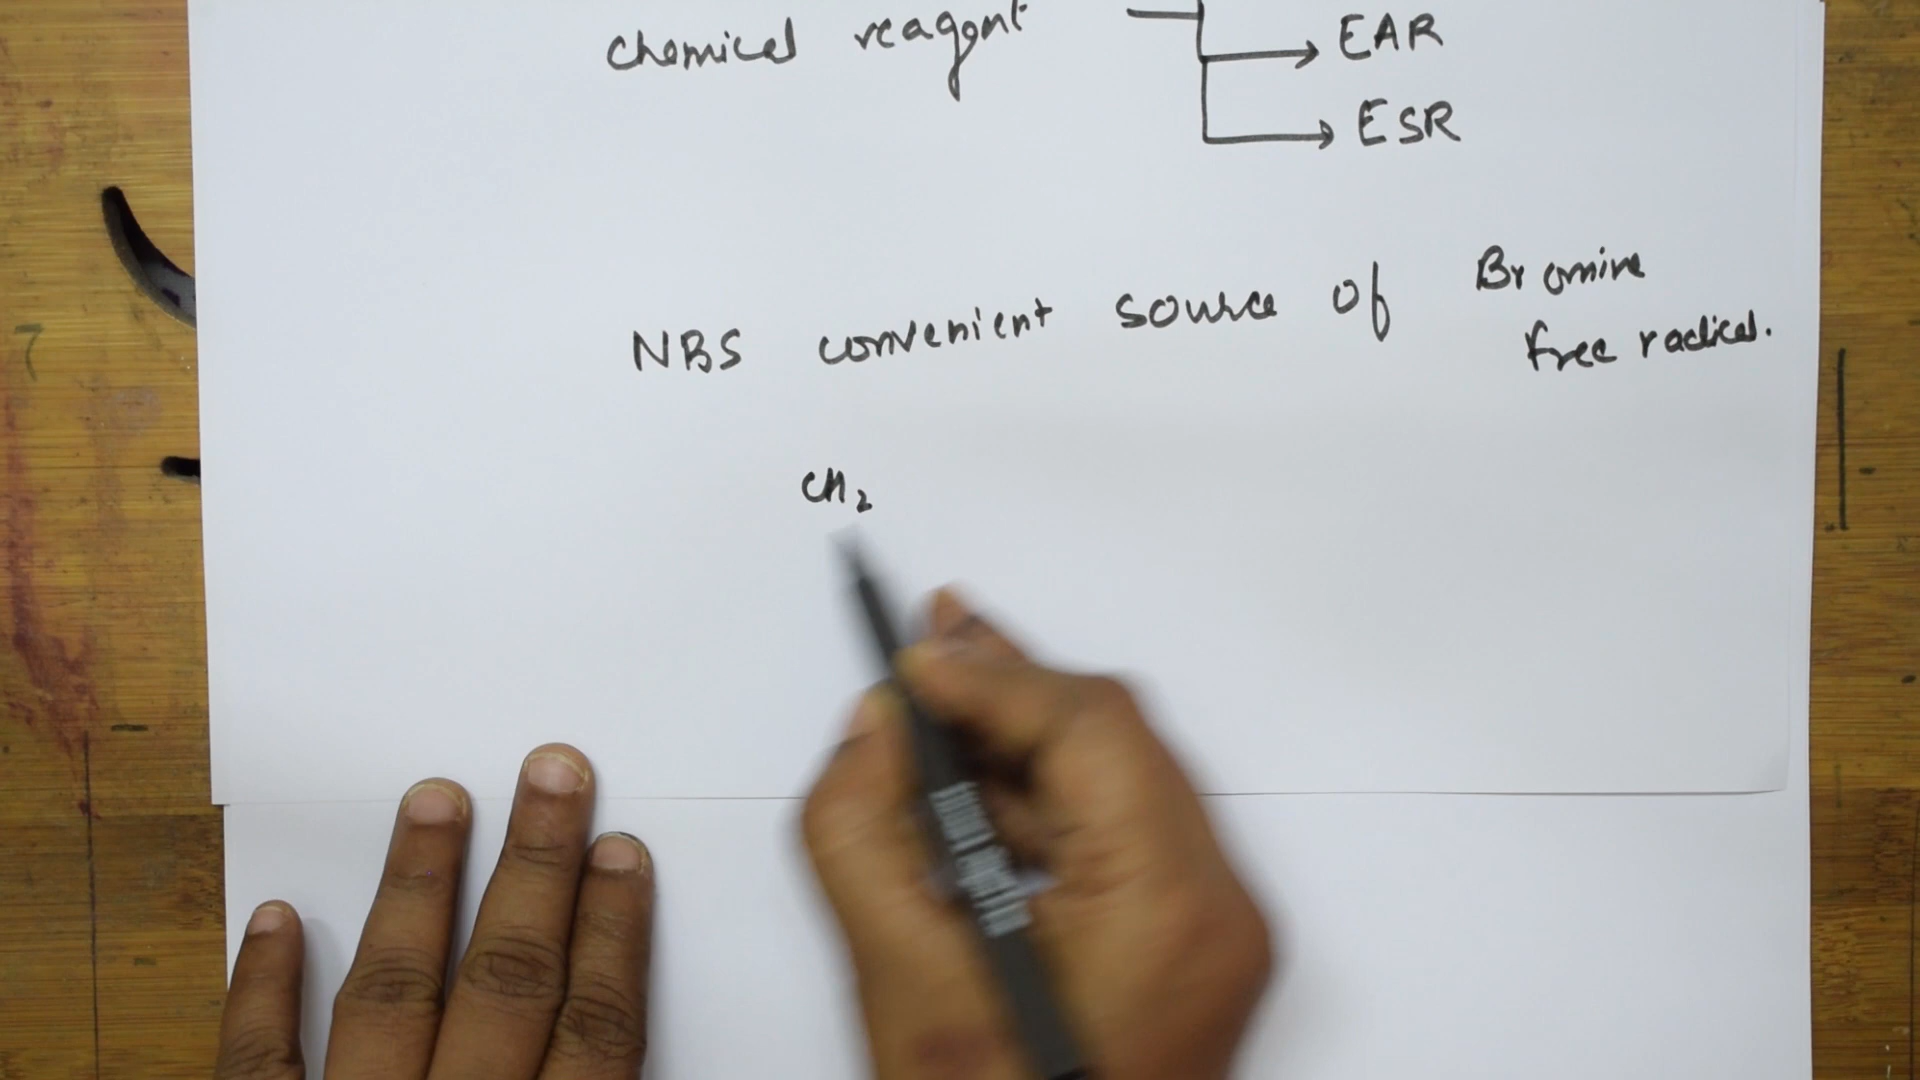 chemical reagent
EAR
ESR
NBS convenient source of Bromine
free radical.
CH2